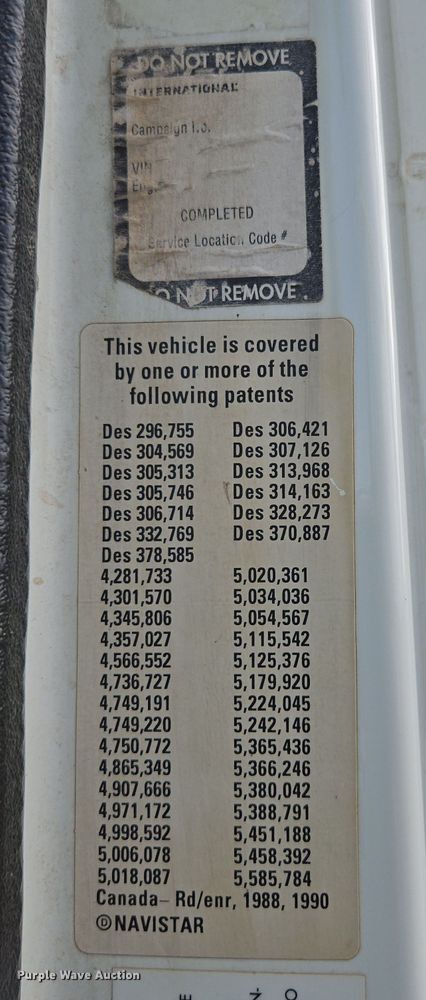 DO NOT REMOVE
INTERNATIONAL
Campaign I.D.
VIN
COMPLETED
Service Location Code #
DO NOT REMOVE
This vehicle is covered
by one or more of the
following patents
Des 296,755 Des 306,421
Des 304,569 Des 307,126
Des 305,313 Des 313,968
Des 305,746 Des 314,163
Des 306,714 Des 328,273
Des 332,769 Des 370,887
Des 378,585
4,281,733 5,020,361
4,301,570 5,034,036
4,345,806 5,054,567
4,357,027 5,115,542
4,566,552 5,125,376
4,736,727 5,179,920
4,749,191 5,224,045
4,749,220 5,242,146
4,750,772 5,365,436
4,865,349 5,366,246
4,907,666 5,380,042
4,971,172 5,388,791
4,998,592 5,451,188
5,006,078 5,458,392
5,018,087 5,585,784
Canada– Rd/enr, 1988, 1990
Ⓓ NAVISTAR
Purple Wave Auction